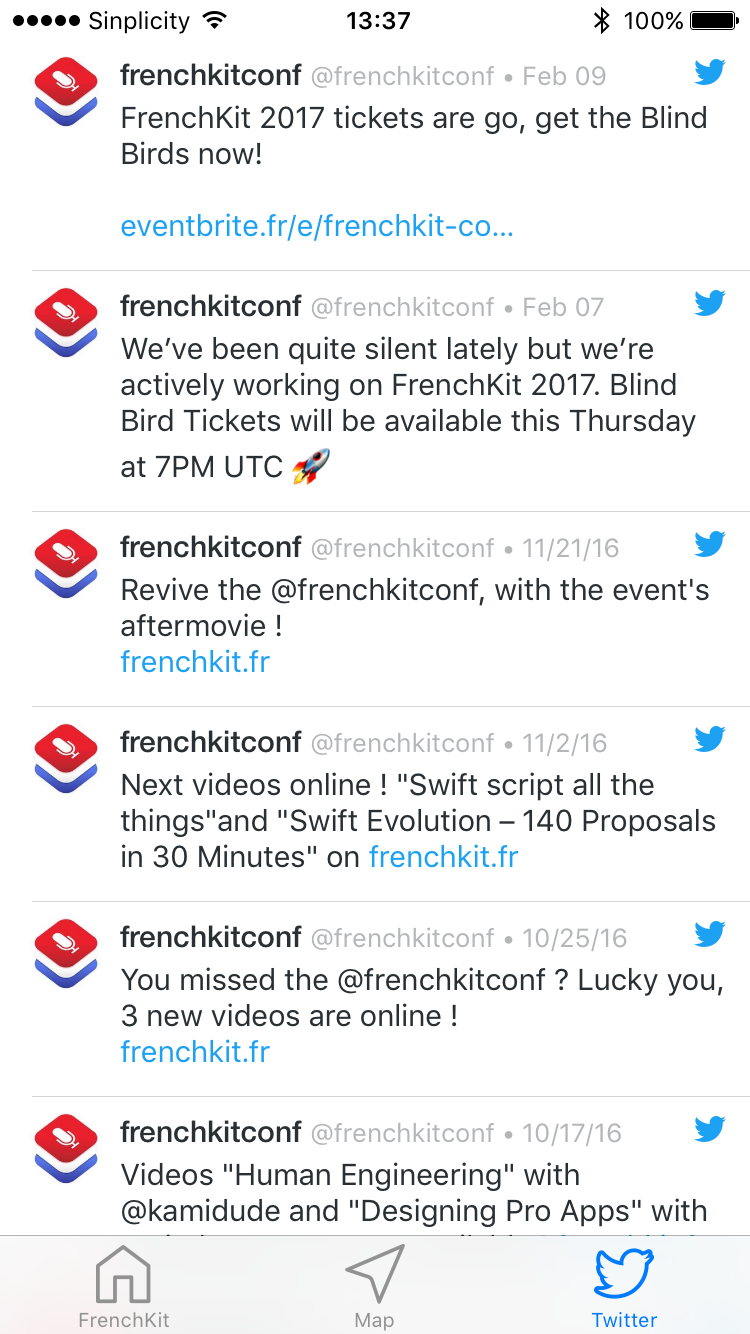 Sinplicity 13:37 100%
frenchkitconf @frenchkitconf • Feb 09
FrenchKit 2017 tickets are go, get the Blind
Birds now!
eventbrite.fr/e/frenchkit-co...
frenchkitconf @frenchkitconf • Feb 07
We’ve been quite silent lately but we’re
actively working on FrenchKit 2017. Blind
Bird Tickets will be available this Thursday
at 7PM UTC 🚀
frenchkitconf @frenchkitconf • 11/21/16
Revive the @frenchkitconf, with the event's
aftermovie !
frenchkit.fr
frenchkitconf @frenchkitconf • 11/2/16
Next videos online ! "Swift script all the
things"and "Swift Evolution – 140 Proposals
in 30 Minutes" on frenchkit.fr
frenchkitconf @frenchkitconf • 10/25/16
You missed the @frenchkitconf ? Lucky you,
3 new videos are online !
frenchkit.fr
frenchkitconf @frenchkitconf • 10/17/16
Videos "Human Engineering" with
@kamidude and "Designing Pro Apps" with
FrenchKit Map Twitter